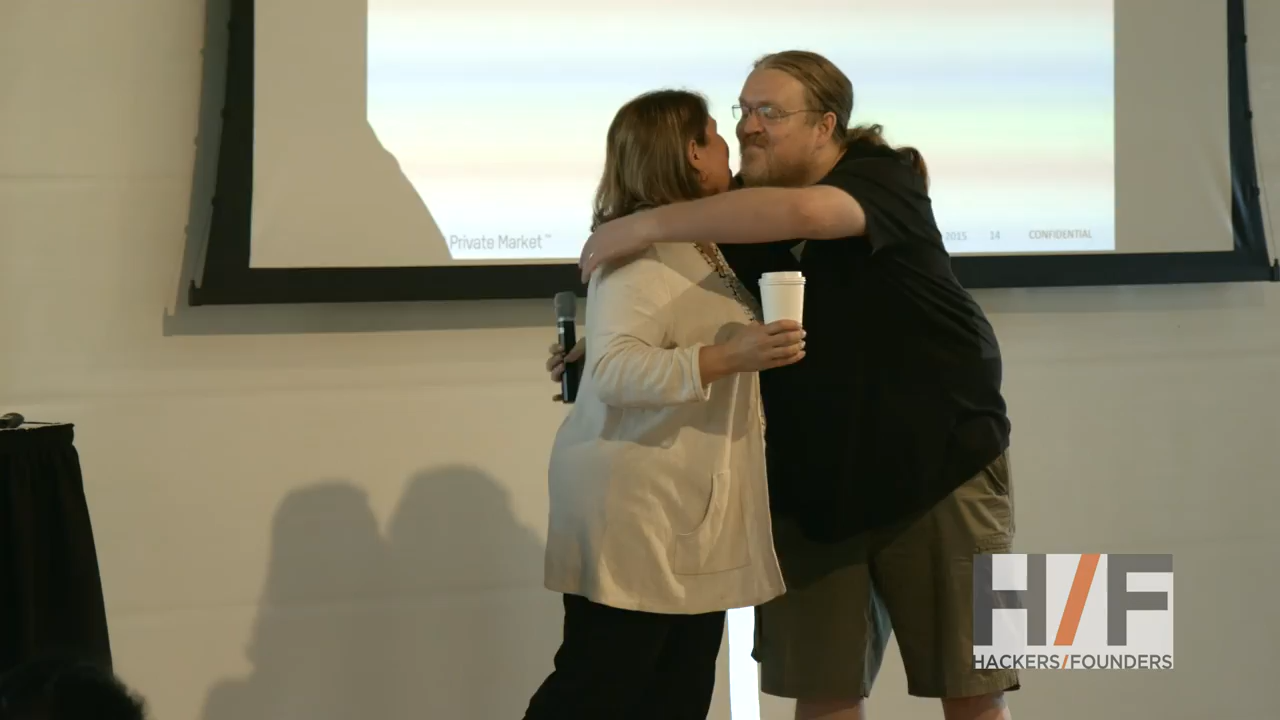 Private Market™
2015 14 CONFIDENTIAL
H/F
HACKERS/FOUNDERS